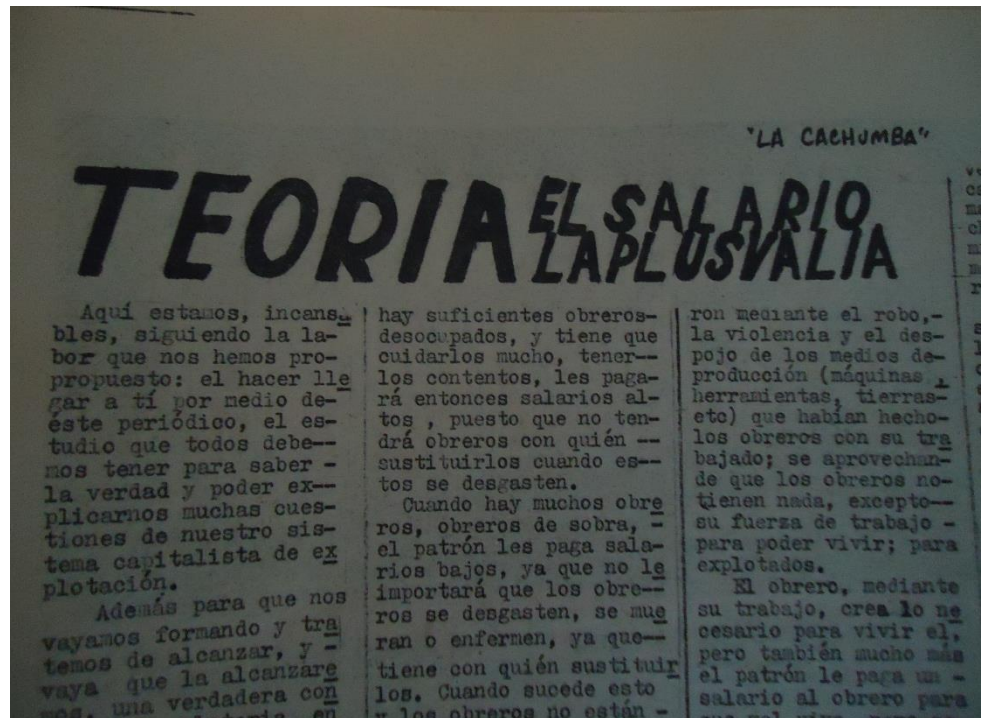 "LA CACHUMBA"
TEORIA
EL SALARIO
LA PLUSVALIA
Aquí estamos, incansa
bles, siguiendo la la-
bor que nos hemos pro-
propuesto: el hacer lle
gar a tí por medio de-
éste periódico, el es-
tudio que todos debe--
mos tener para saber -
la verdad y poder ex--
plicarnos muchas cues-
tiones de nuestro sis-
tema capitalista de ex
plotación.
Además para que nos
vayamos formando y tra
temos de alcanzar, y -
vaya que la alcanzare
mos, una verdadera con
en
hay suficientes obreros-
desocupados, y tiene que
cuidarlos mucho, tener--
los contentos, les paga-
rá entonces salarios al-
tos , puesto que no ten-
drá obreros con quién --
sustituirlos cuando es--
tos se desgasten.
Cuando hay muchos obre
ros, obreros de sobra, -
el patrón les paga sala-
rios bajos, ya que no le
importará que los obre--
ros se desgasten, se mue
ran o enfermen, ya que--
tiene con quién sustituir
los. Cuando sucede esto
y los obreros no están -
ron mediante el robo,-
la violencia y el des-
pojo de los medios de-
producción (máquinas ,
herramientas, tierras-
etc) que habían hecho-
los obreros con su tra
bajado; se aprovechan-
de que los obreros no-
tienen nada, excepto--
su fuerza de trabajo -
para poder vivir; para
explotados.
El obrero, mediante
su trabajo, crea lo ne
cesario para vivir el,
pero también mucho más
el patrón le paga un -
salario al obrero para